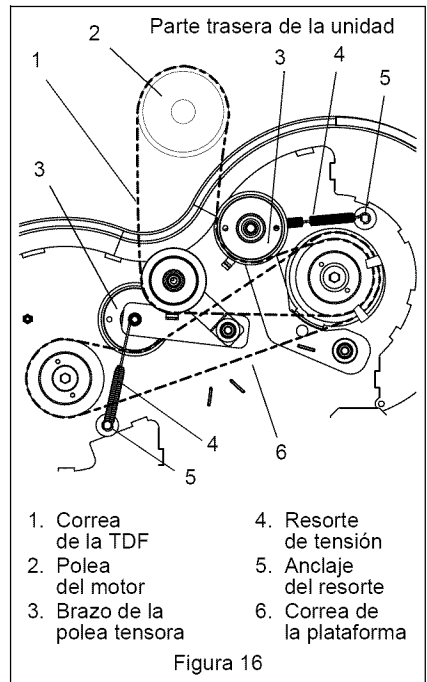 Parte trasera de la unidad
2
1
3
4
5
3
4
5
6
1. Correa
de la TDF
2. Polea
del motor
3. Brazo de la
polea tensora
4. Resorte
de tensión
5. Anclaje
del resorte
6. Correa de
la plataforma
Figura 16